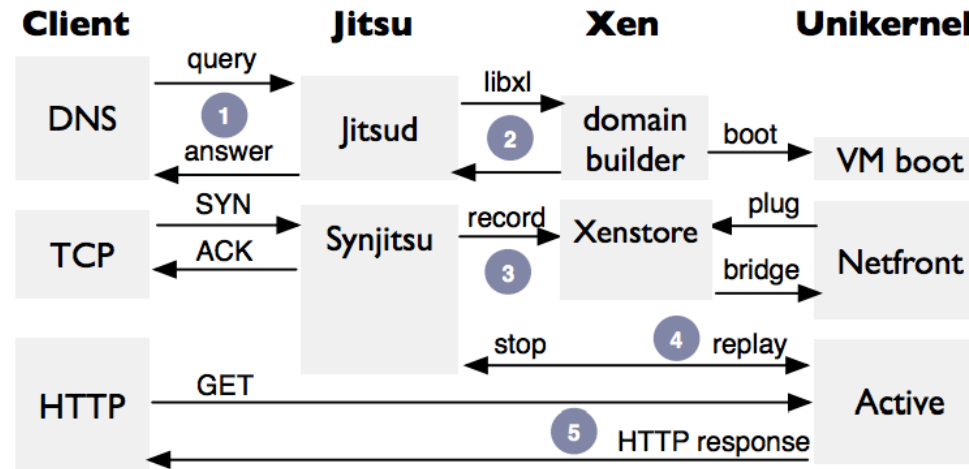 Client Jitsu Xen Unikernel
query
libxl
DNS
1
Jitsud
2
domain
builder
boot
answer
VM boot
SYN
record
plug
TCP
Synjitsu
Xenstore
ACK
3
bridge
Netfront
4
stop
replay
GET
HTTP
Active
5
HTTP response